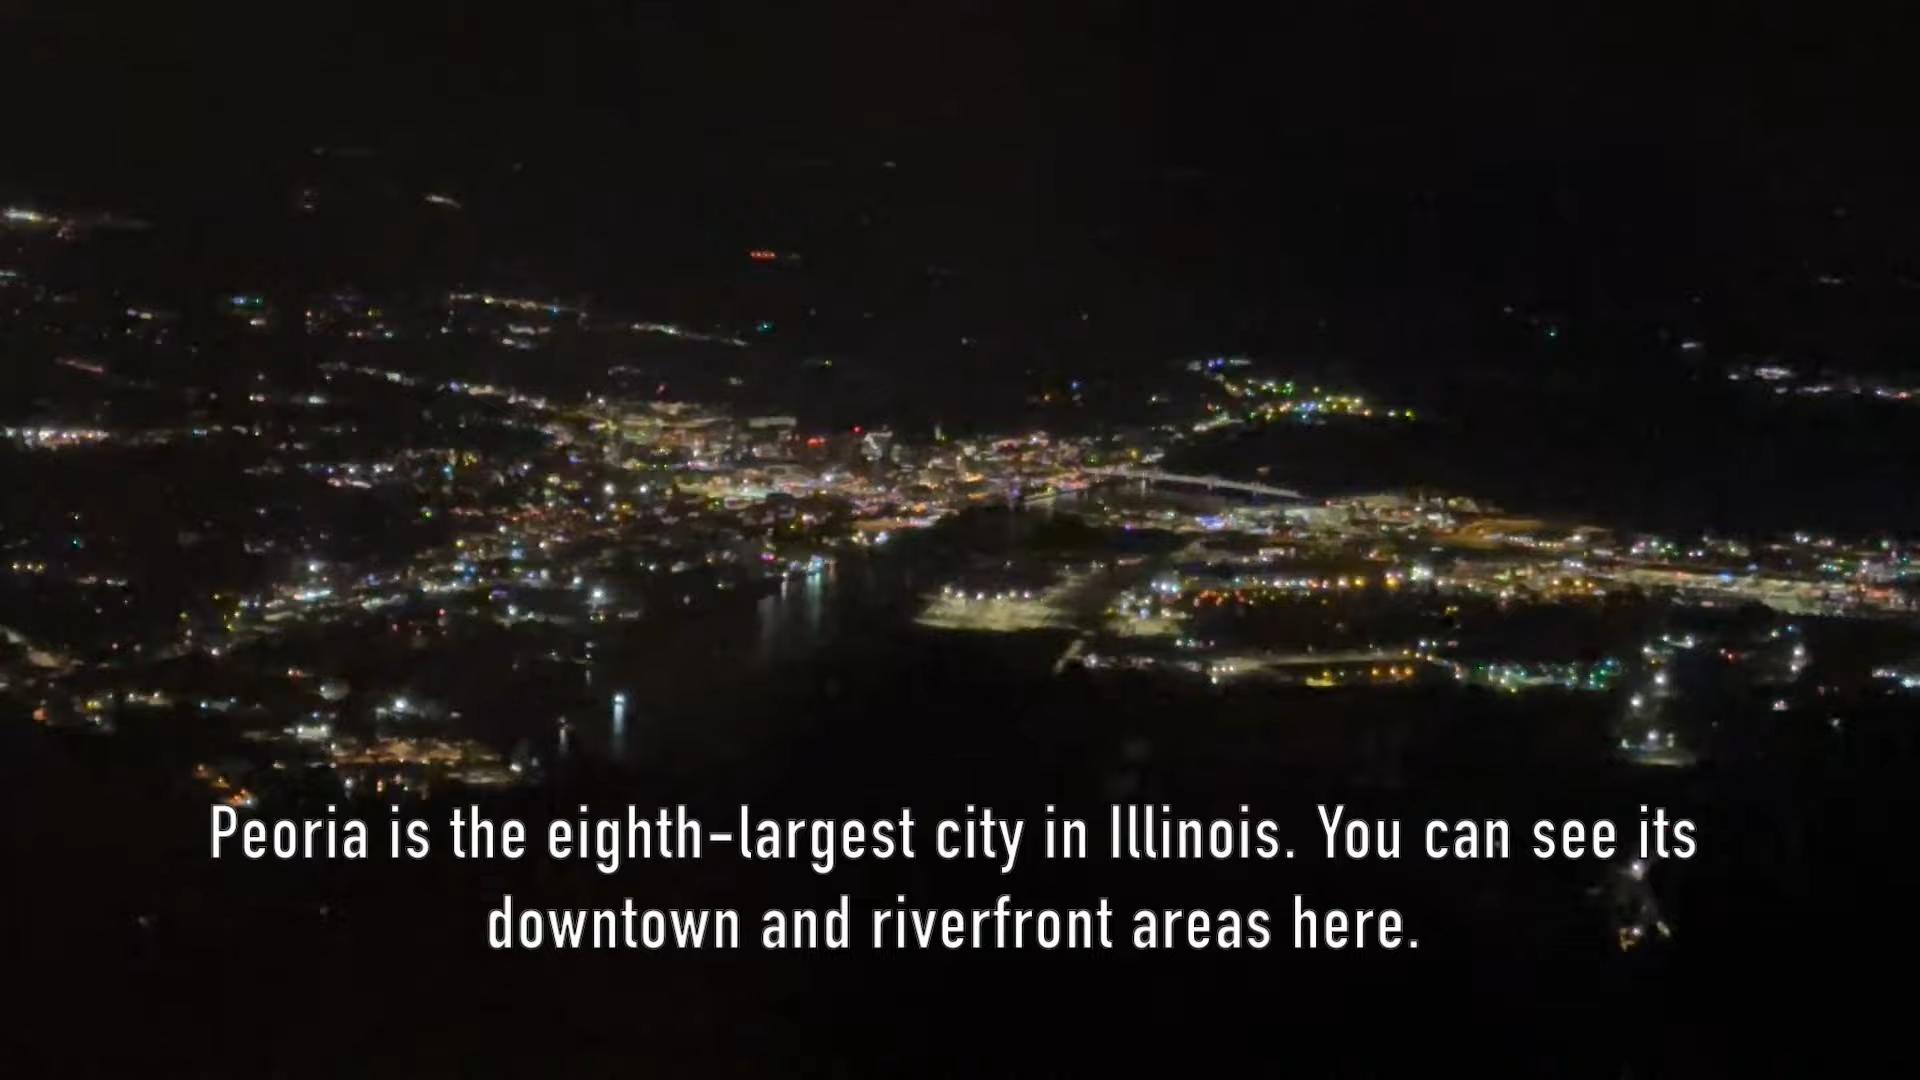 Peoria is the eighth-largest city in Illinois. You can see its
downtown and riverfront areas here.